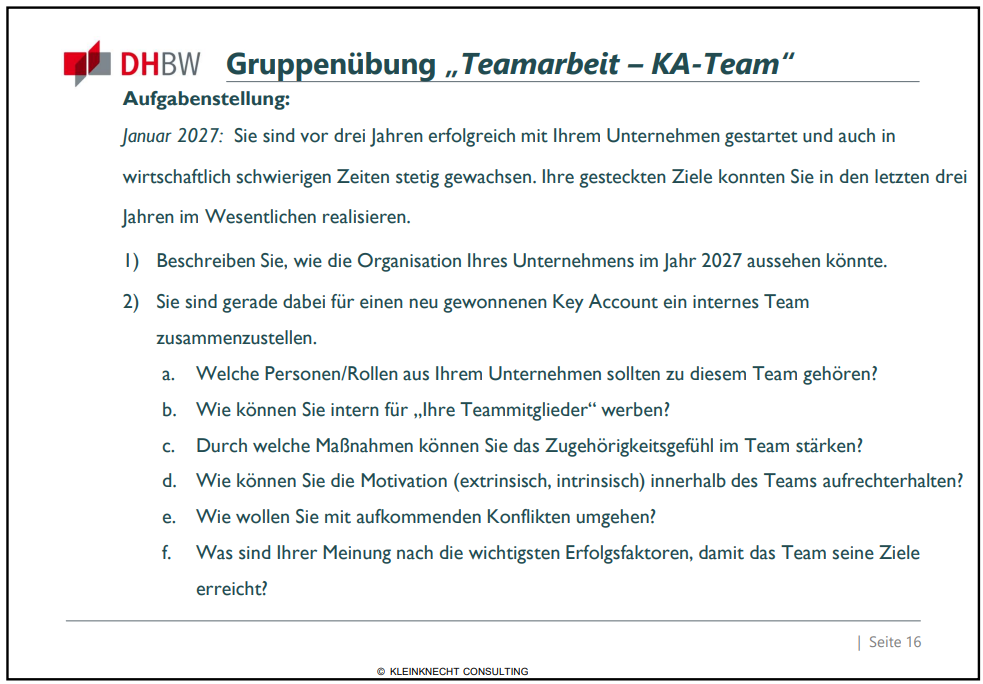 DHBW Gruppenübung „Teamarbeit – KA-Team“
Aufgabenstellung:
Januar 2027: Sie sind vor drei Jahren erfolgreich mit Ihrem Unternehmen gestartet und auch in
wirtschaftlich schwierigen Zeiten stetig gewachsen. Ihre gesteckten Ziele konnten Sie in den letzten drei
Jahren im Wesentlichen realisieren.
1) Beschreiben Sie, wie die Organisation Ihres Unternehmens im Jahr 2027 aussehen könnte.
2) Sie sind gerade dabei für einen neu gewonnenen Key Account ein internes Team
zusammenzustellen.
a. Welche Personen/Rollen aus Ihrem Unternehmen sollten zu diesem Team gehören?
b. Wie können Sie intern für „Ihre Teammitglieder“ werben?
c. Durch welche Maßnahmen können Sie das Zugehörigkeitsgefühl im Team stärken?
d. Wie können Sie die Motivation (extrinsisch, intrinsisch) innerhalb des Teams aufrechterhalten?
e. Wie wollen Sie mit aufkommenden Konflikten umgehen?
f. Was sind Ihrer Meinung nach die wichtigsten Erfolgsfaktoren, damit das Team seine Ziele
erreicht?
| Seite 16
© KLEINKNECHT CONSULTING